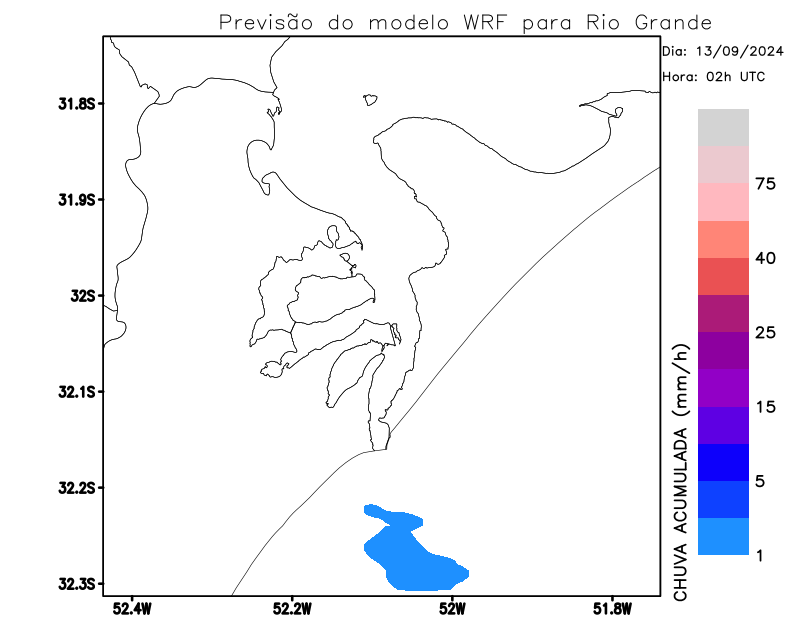 Previsão do modelo WRF para Rio Grande
Dia: 13/09/2024
Hora: 02h UTC
31.8S
31.9S
32S
32.1S
32.2S
32.3S
52.4W
52.2W
52W
51.8W
75
40
25
15
5
1
CHUVA ACUMULADA (mm/h)